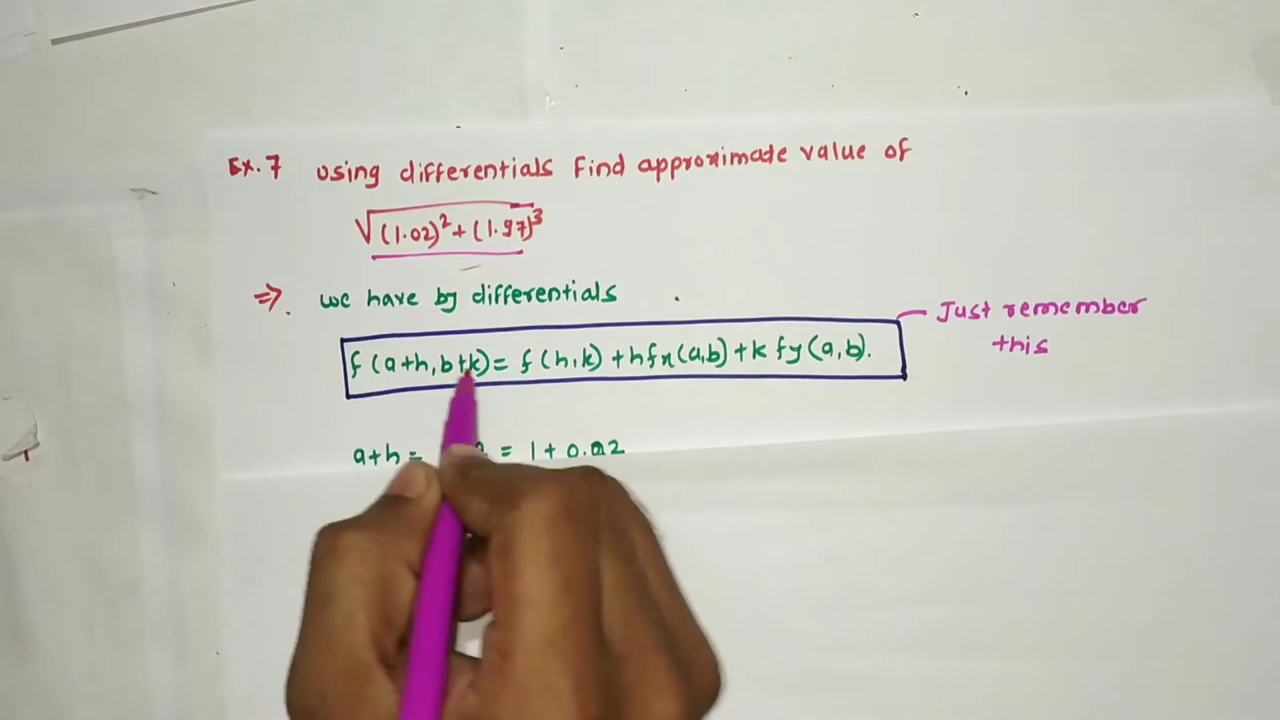 Ex.7 using differentials find approximate value of
√(1.02)²+(1.97)³
⇒ we have by differentials
f(a+h,b+k)= f(h,k)+hfx(a,b)+k fy(a,b).
Just remember
this
a+h= = 1+0.02